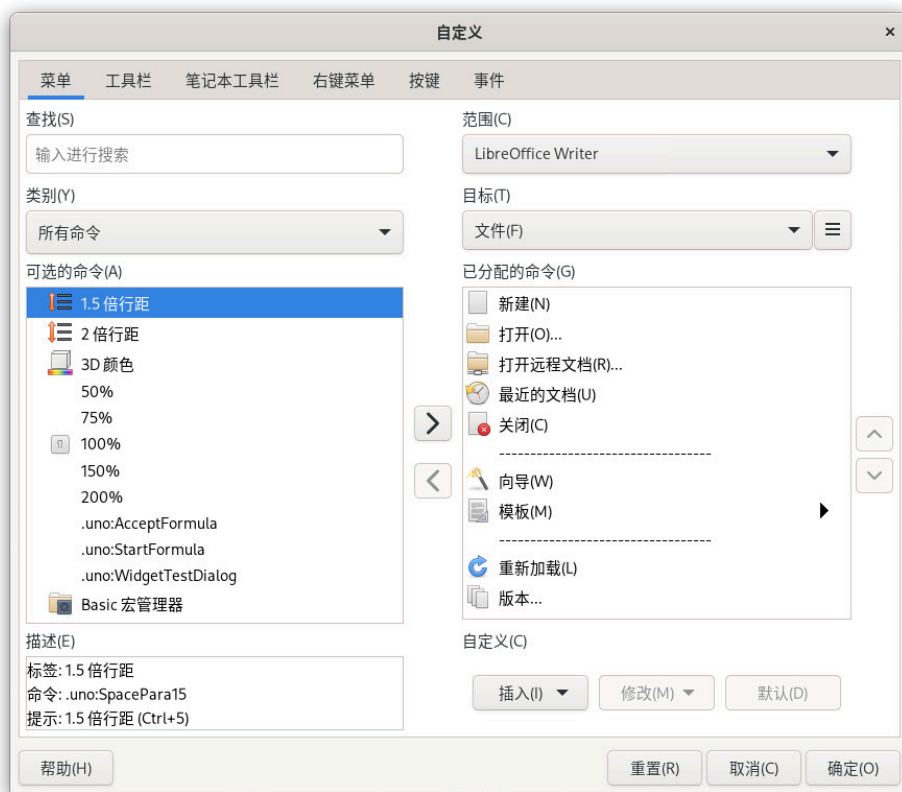 自定义
菜单 工具栏 笔记本工具栏 右键菜单 按键 事件
查找(S)
输入进行搜索
类别(Y)
所有命令
可选的命令(A)
1.5 倍行距
2 倍行距
3D 颜色
50%
75%
100%
150%
200%
.uno:AcceptFormula
.uno:StartFormula
.uno:WidgetTestDialog
Basic 宏管理器
描述(E)
标签: 1.5 倍行距
命令: .uno:SpacePara15
提示: 1.5 倍行距 (Ctrl+5)
范围(C)
LibreOffice Writer
目标(T)
文件(F)
已分配的命令(G)
新建(N)
打开(O)...
打开远程文档(R)...
最近的文档(U)
关闭(C)
----------------------------------
向导(W)
模板(M)
----------------------------------
重新加载(L)
版本...
自定义(C)
插入(I) 修改(M) 默认(D)
帮助(H) 重置(R) 取消(C) 确定(O)